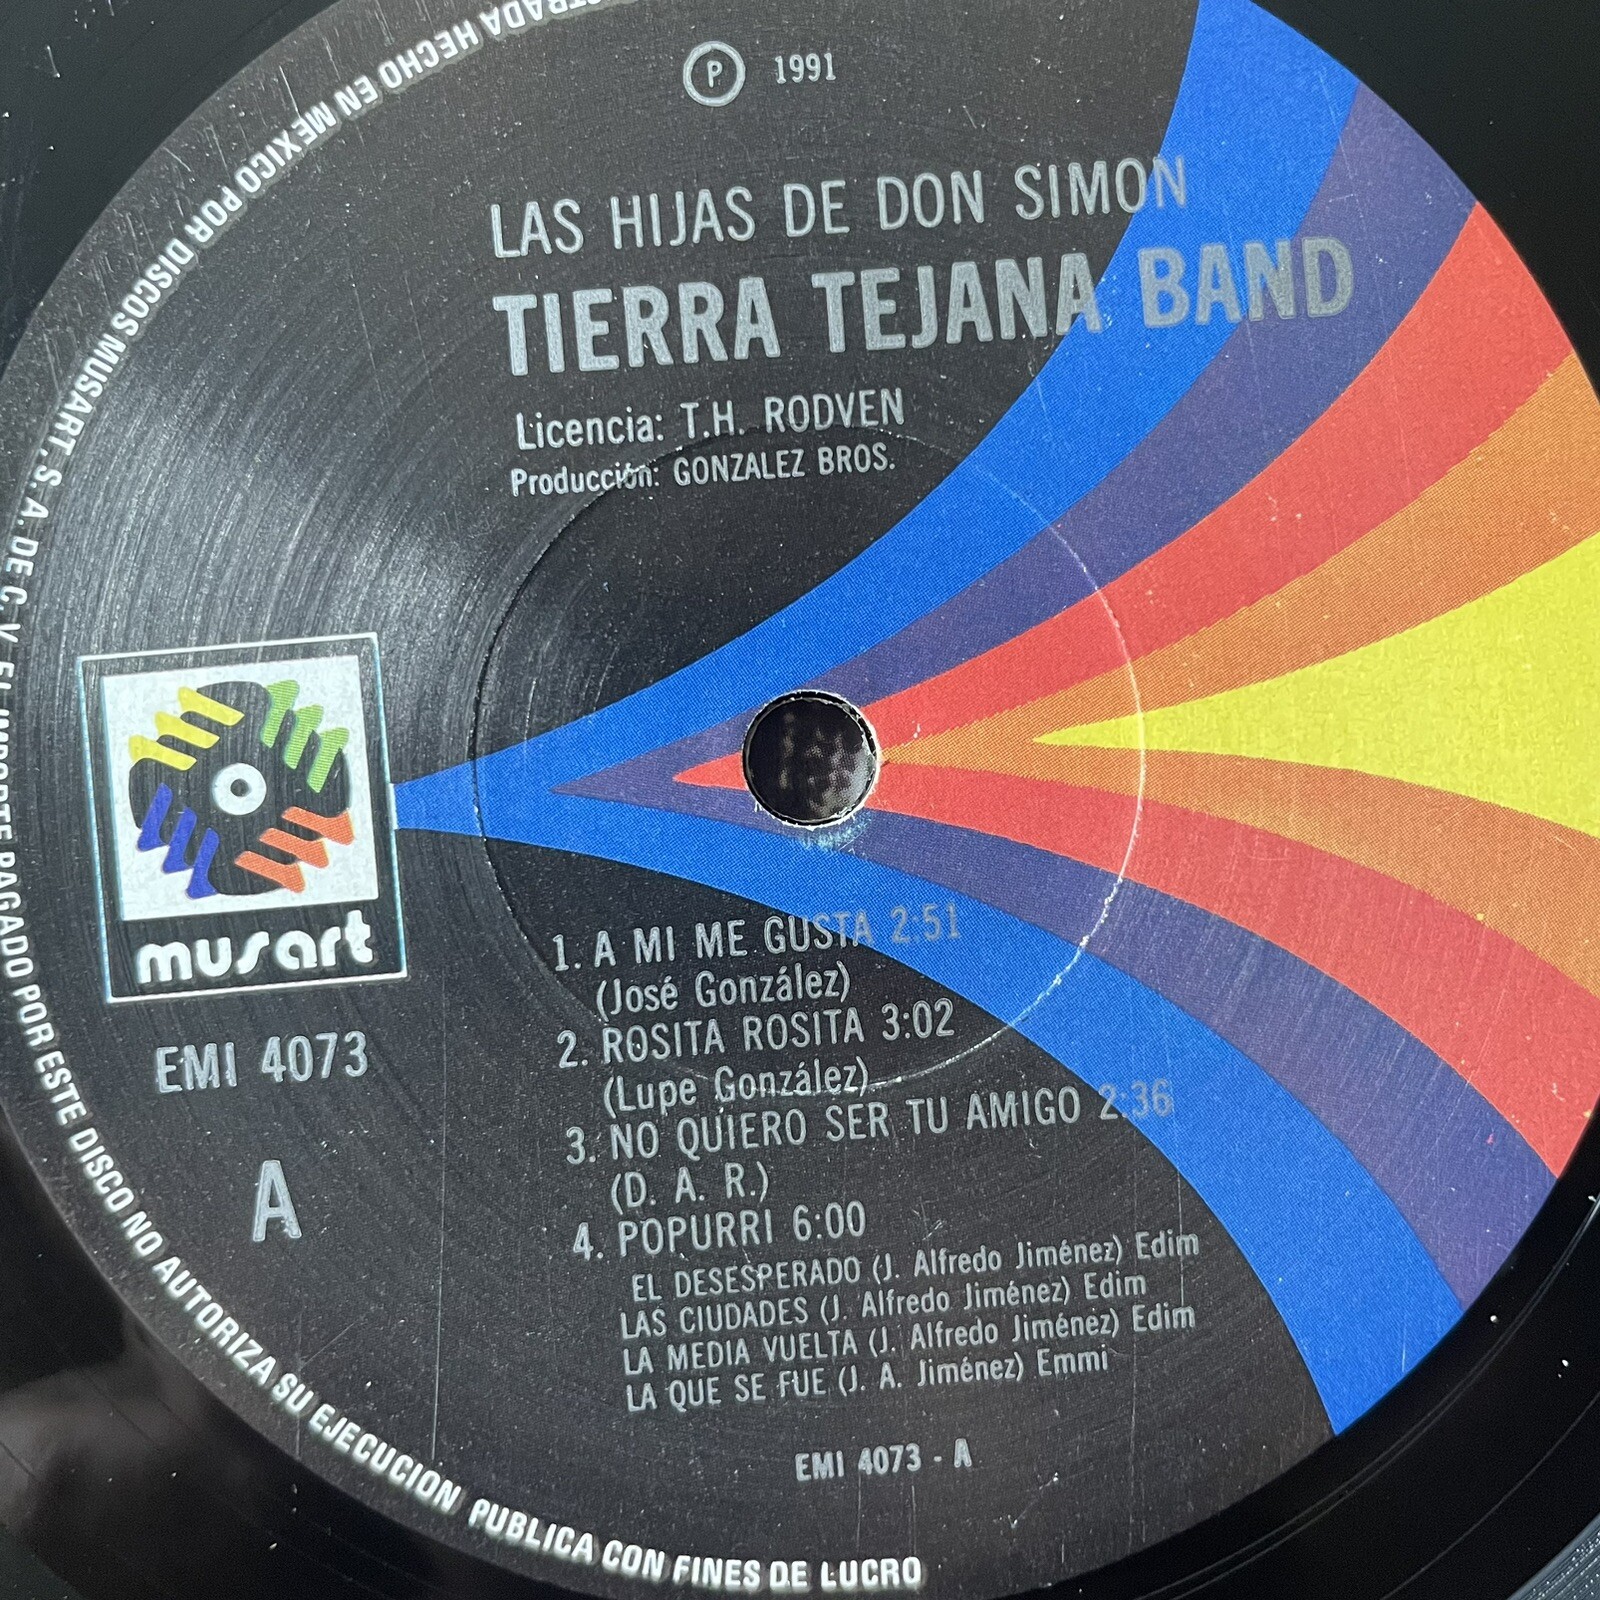 Ⓟ 1991
LAS HIJAS DE DON SIMON
TIERRA TEJANA BAND
Licencia: T.H. RODVEN
Producción: GONZALEZ BROS.
musart
EMI 4073
A
1. A MI ME GUSTA 2:51
(José González)
2. ROSITA ROSITA 3:02
(Lupe González)
3. NO QUIERO SER TU AMIGO 2:36
(D. A. R.)
4. POPURRI 6:00
EL DESESPERADO (J. Alfredo Jiménez) Edim
LAS CIUDADES (J. Alfredo Jiménez) Edim
LA MEDIA VUELTA (J. Alfredo Jiménez) Edim
LA QUE SE FUE (J. A. Jiménez) Emmi
EMI 4073 - A
HECHO EN MEXICO POR DISCOS MUSART, S. A. DE C. V. EL IMPORTE PAGADO POR ESTE DISCO NO AUTORIZA SU EJECUCION PUBLICA CON FINES DE LUCRO